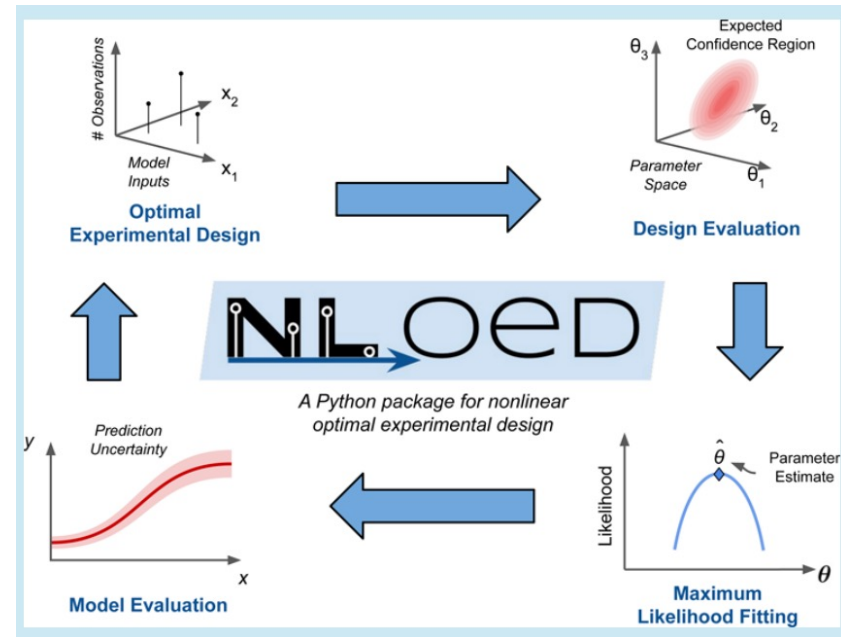 # Observations
x2
x1
Model
Inputs
Optimal
Experimental Design
Expected
Confidence Region
θ3
θ2
θ1
Parameter
Space
Design Evaluation
NLOED
A Python package for nonlinear
optimal experimental design
y
Prediction
Uncertainty
x
Model Evaluation
Likelihood
θ̂
Parameter
Estimate
θ
Maximum
Likelihood Fitting